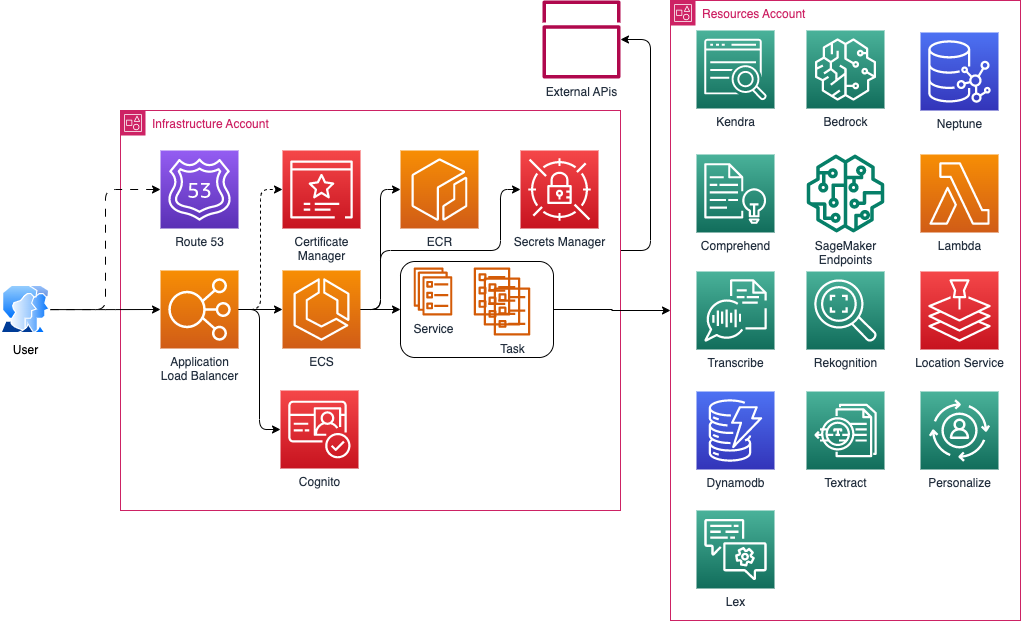 External APis
Resources Account
Kendra
Bedrock
Neptune
Comprehend
SageMaker
Endpoints
Lambda
Transcribe
Rekognition
Location Service
Dynamodb
Textract
Personalize
Lex
Infrastructure Account
53
Route 53
Certificate
Manager
ECR
Secrets Manager
User
Application
Load Balancer
ECS
Service
Task
Cognito